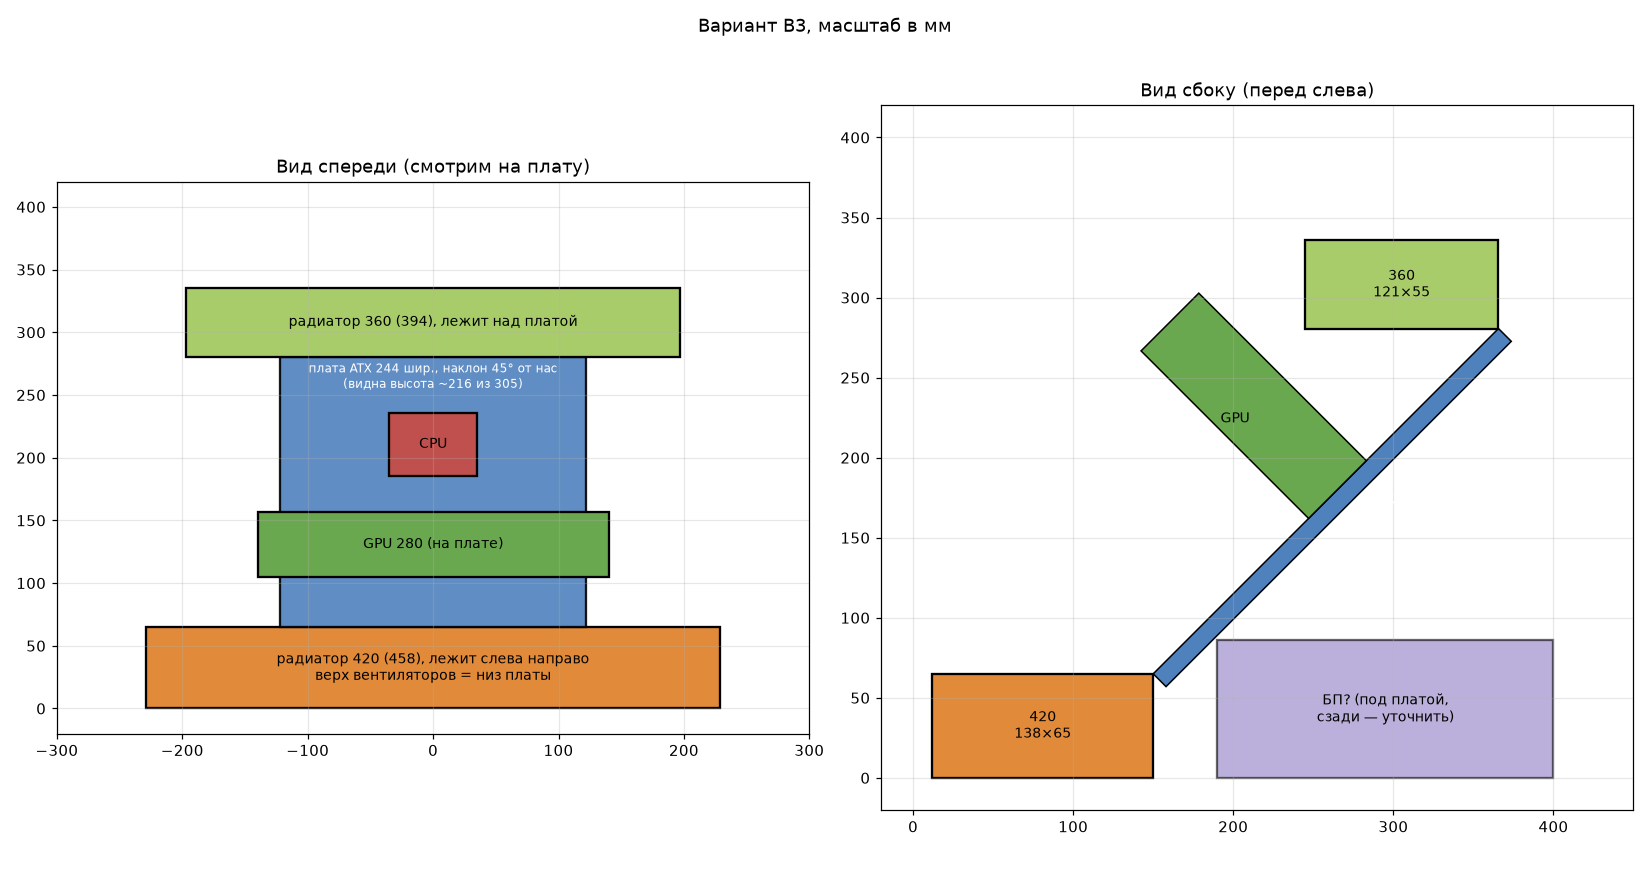 Вариант В3, масштаб в мм
Вид спереди (смотрим на плату)
400
350
300
250
200
150
100
50
0
−300
−200
−100
0
100
200
300
радиатор 360 (394), лежит над платой
плата ATX 244 шир., наклон 45° от нас
(видна высота ~216 из 305)
CPU
GPU 280 (на плате)
радиатор 420 (458), лежит слева направо
верх вентиляторов = низ платы
Вид сбоку (перед слева)
400
350
300
250
200
150
100
50
0
0
100
200
300
400
360
121×55
GPU
420
138×65
БП? (под платой,
сзади — уточнить)